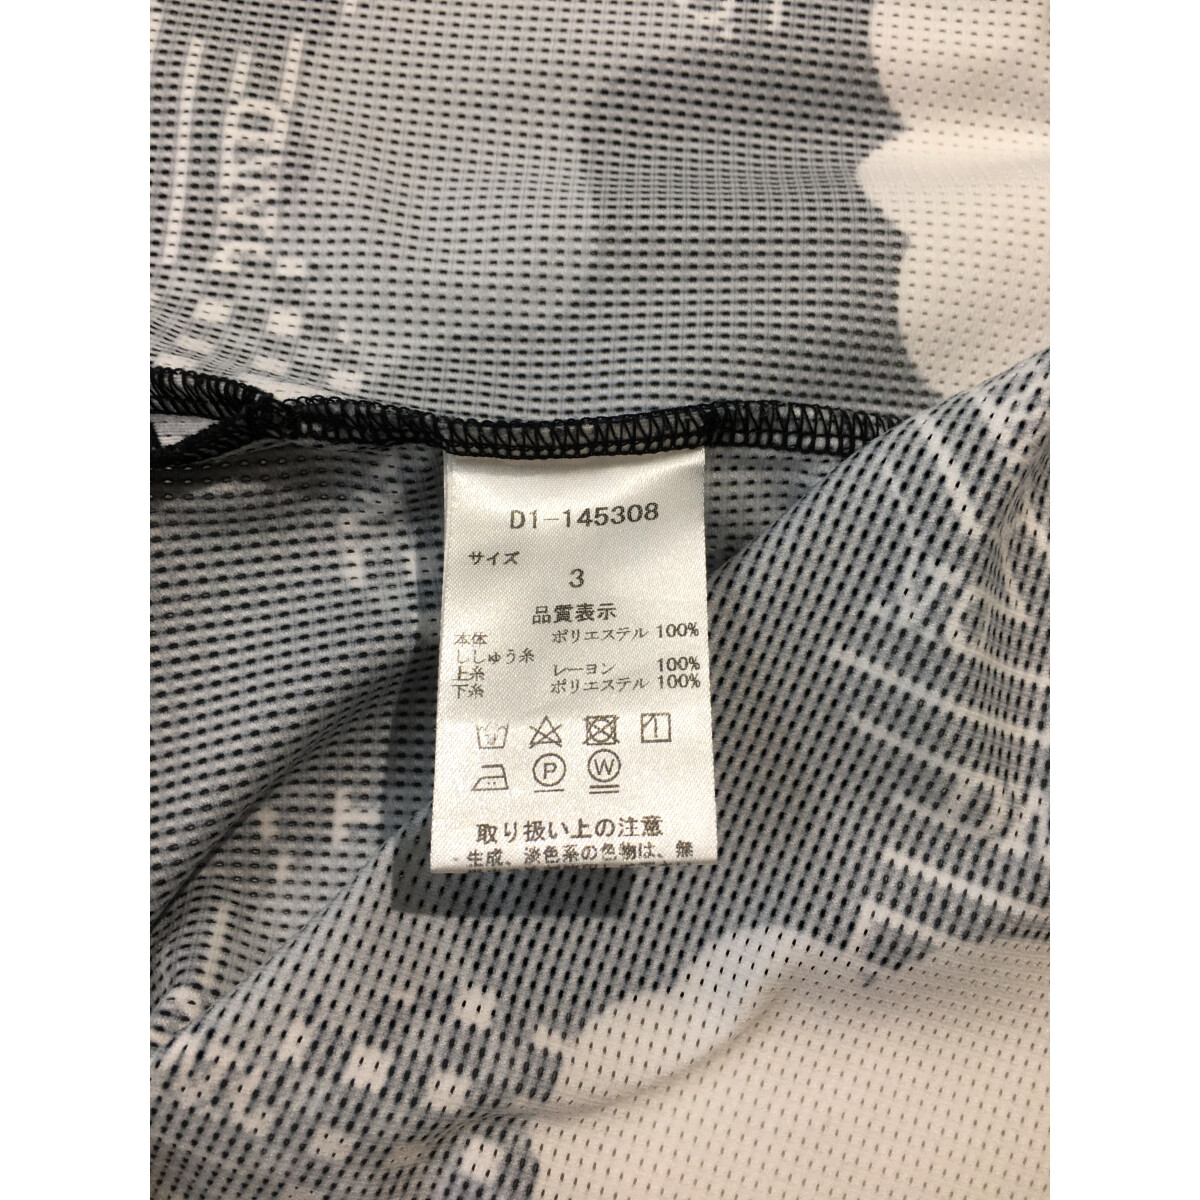 D1-145308
サイズ
3
品質表示
本体 ポリエステル 100%
ししゅう糸
上糸 レーヨン 100%
下糸 ポリエステル 100%
P W
取り扱い上の注意
生成、淡色系の色物は、無